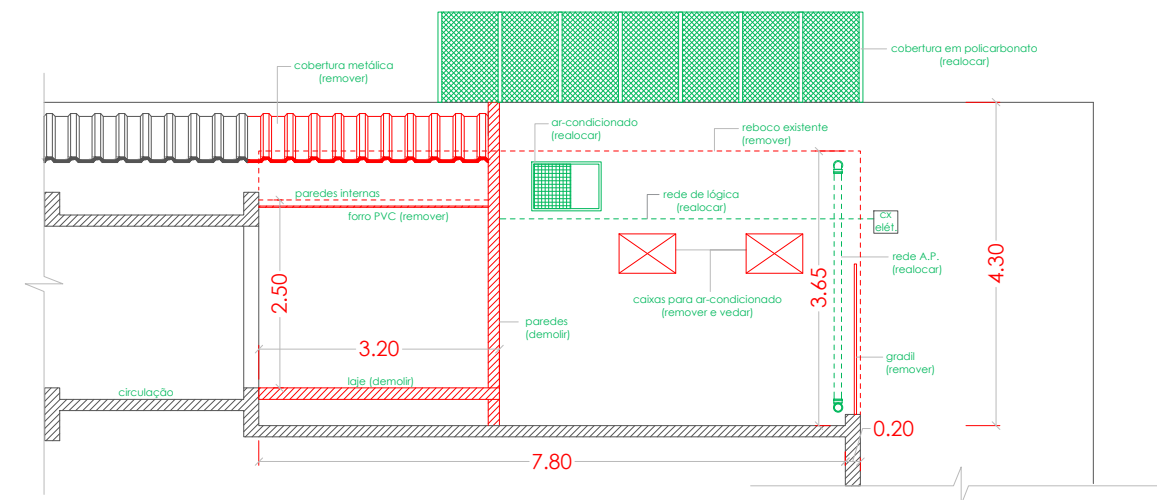 cobertura em policarbonato
(realocar)
cobertura metálica
(remover)
ar-condicionado
(realocar)
reboco existente
(remover)
paredes internas
forro PVC (remover)
rede de lógica
(realocar)
cx
elét.
rede A.P.
(realocar)
4.30
3.65
2.50
caixas para ar-condicionado
(remover e vedar)
paredes
(demolir)
3.20
gradil
(remover)
laje (demolir)
circulação
0.20
7.80